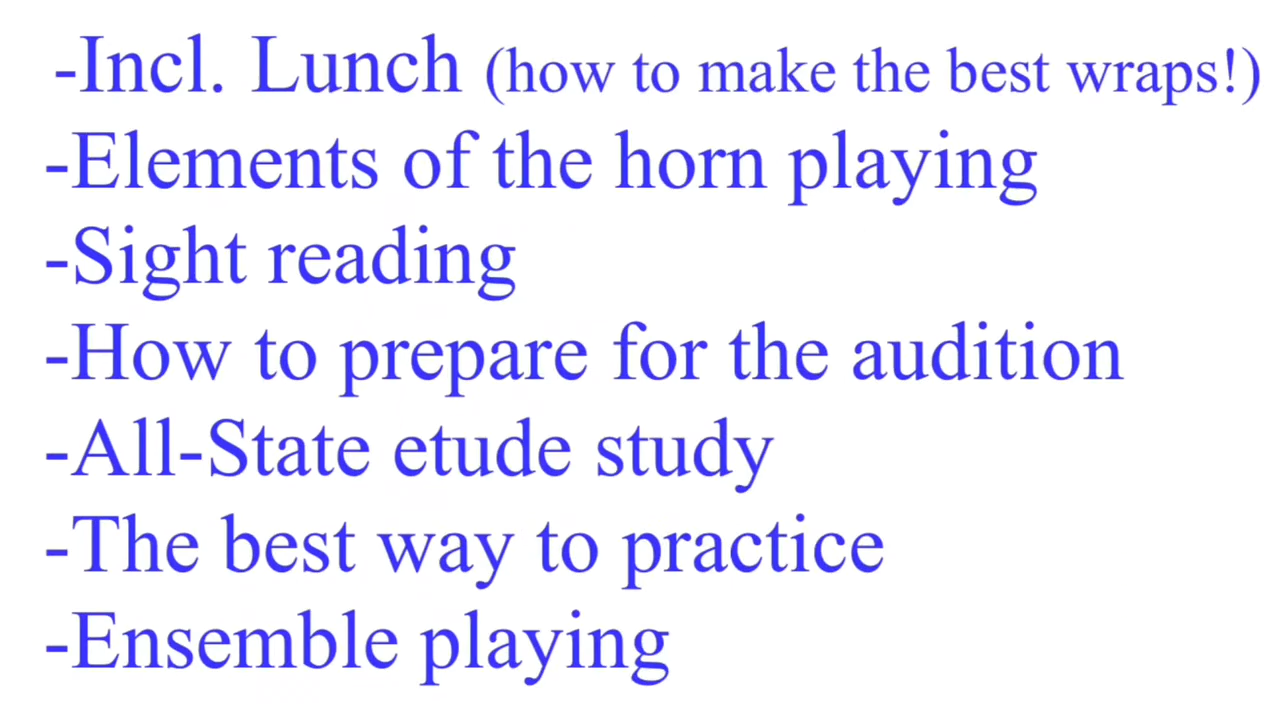 -Incl. Lunch (how to make the best wraps!)
-Elements of the horn playing
-Sight reading
-How to prepare for the audition
-All-State etude study
-The best way to practice
-Ensemble playing